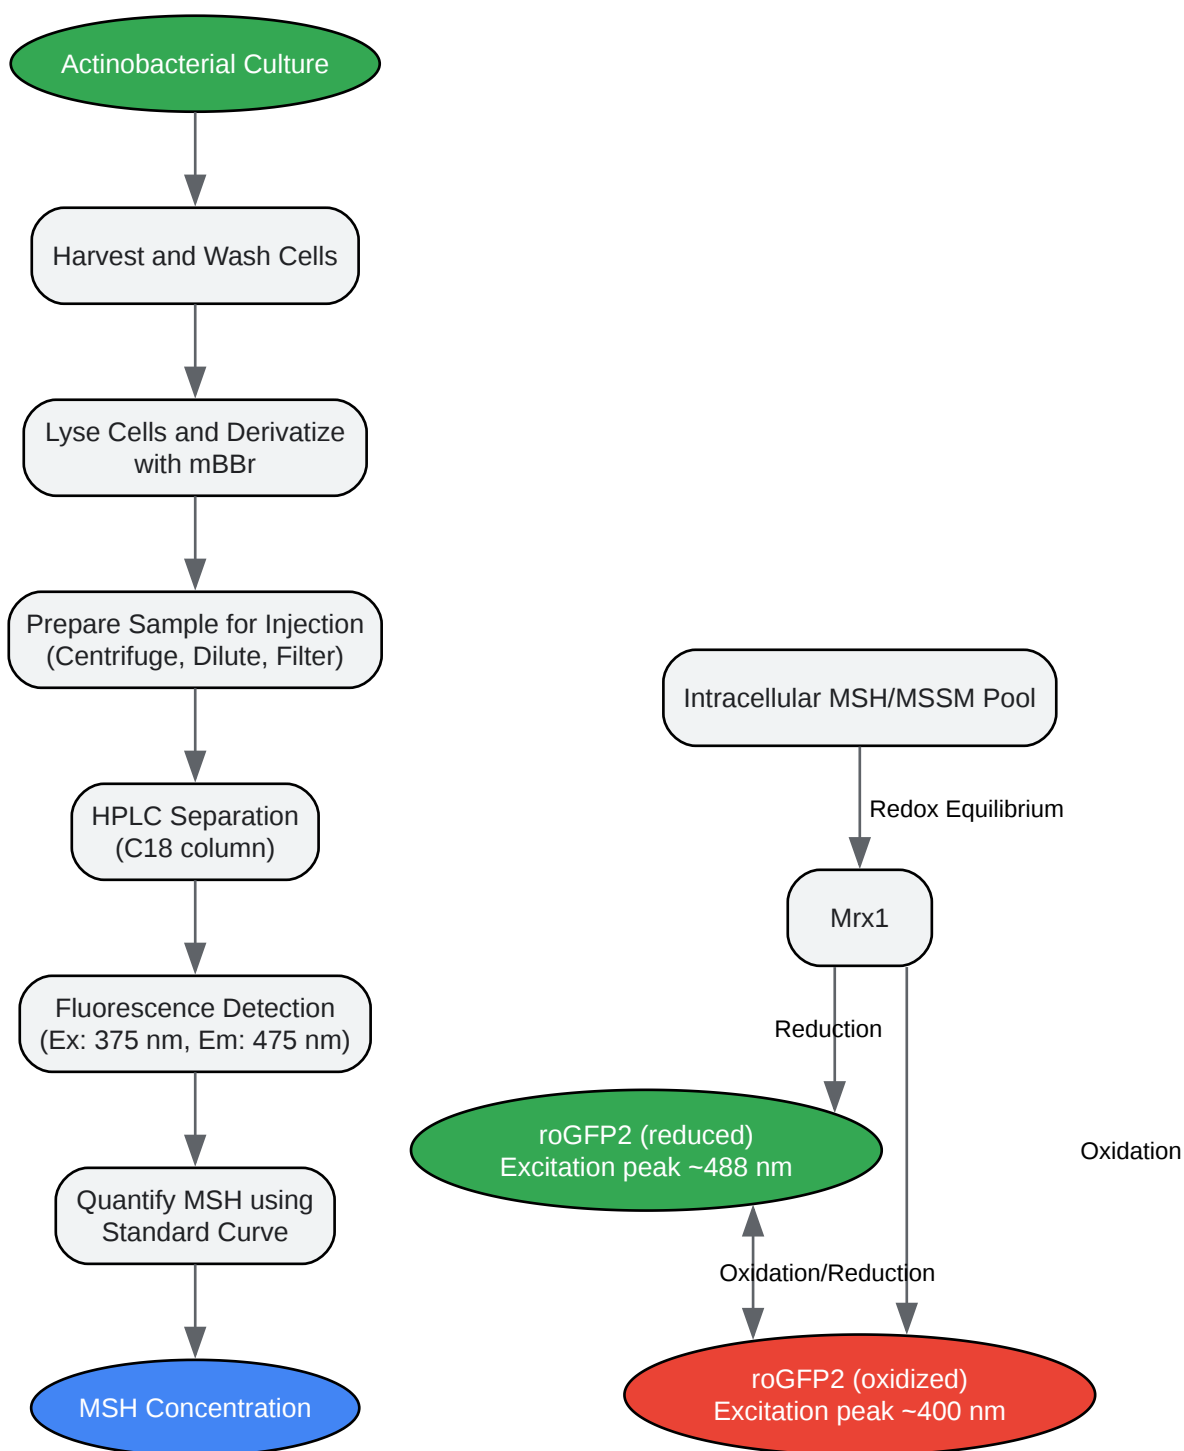 Actinobacterial Culture
Harvest and Wash Cells
Lyse Cells and Derivatize
with mBBr
Prepare Sample for Injection
(Centrifuge, Dilute, Filter)
HPLC Separation
(C18 column)
Fluorescence Detection
(Ex: 375 nm, Em: 475 nm)
Quantify MSH using
Standard Curve
MSH Concentration
Intracellular MSH/MSSM Pool
Redox Equilibrium
Mrx1
Reduction
roGFP2 (reduced)
Excitation peak ~488 nm
Oxidation
Oxidation/Reduction
roGFP2 (oxidized)
Excitation peak ~400 nm